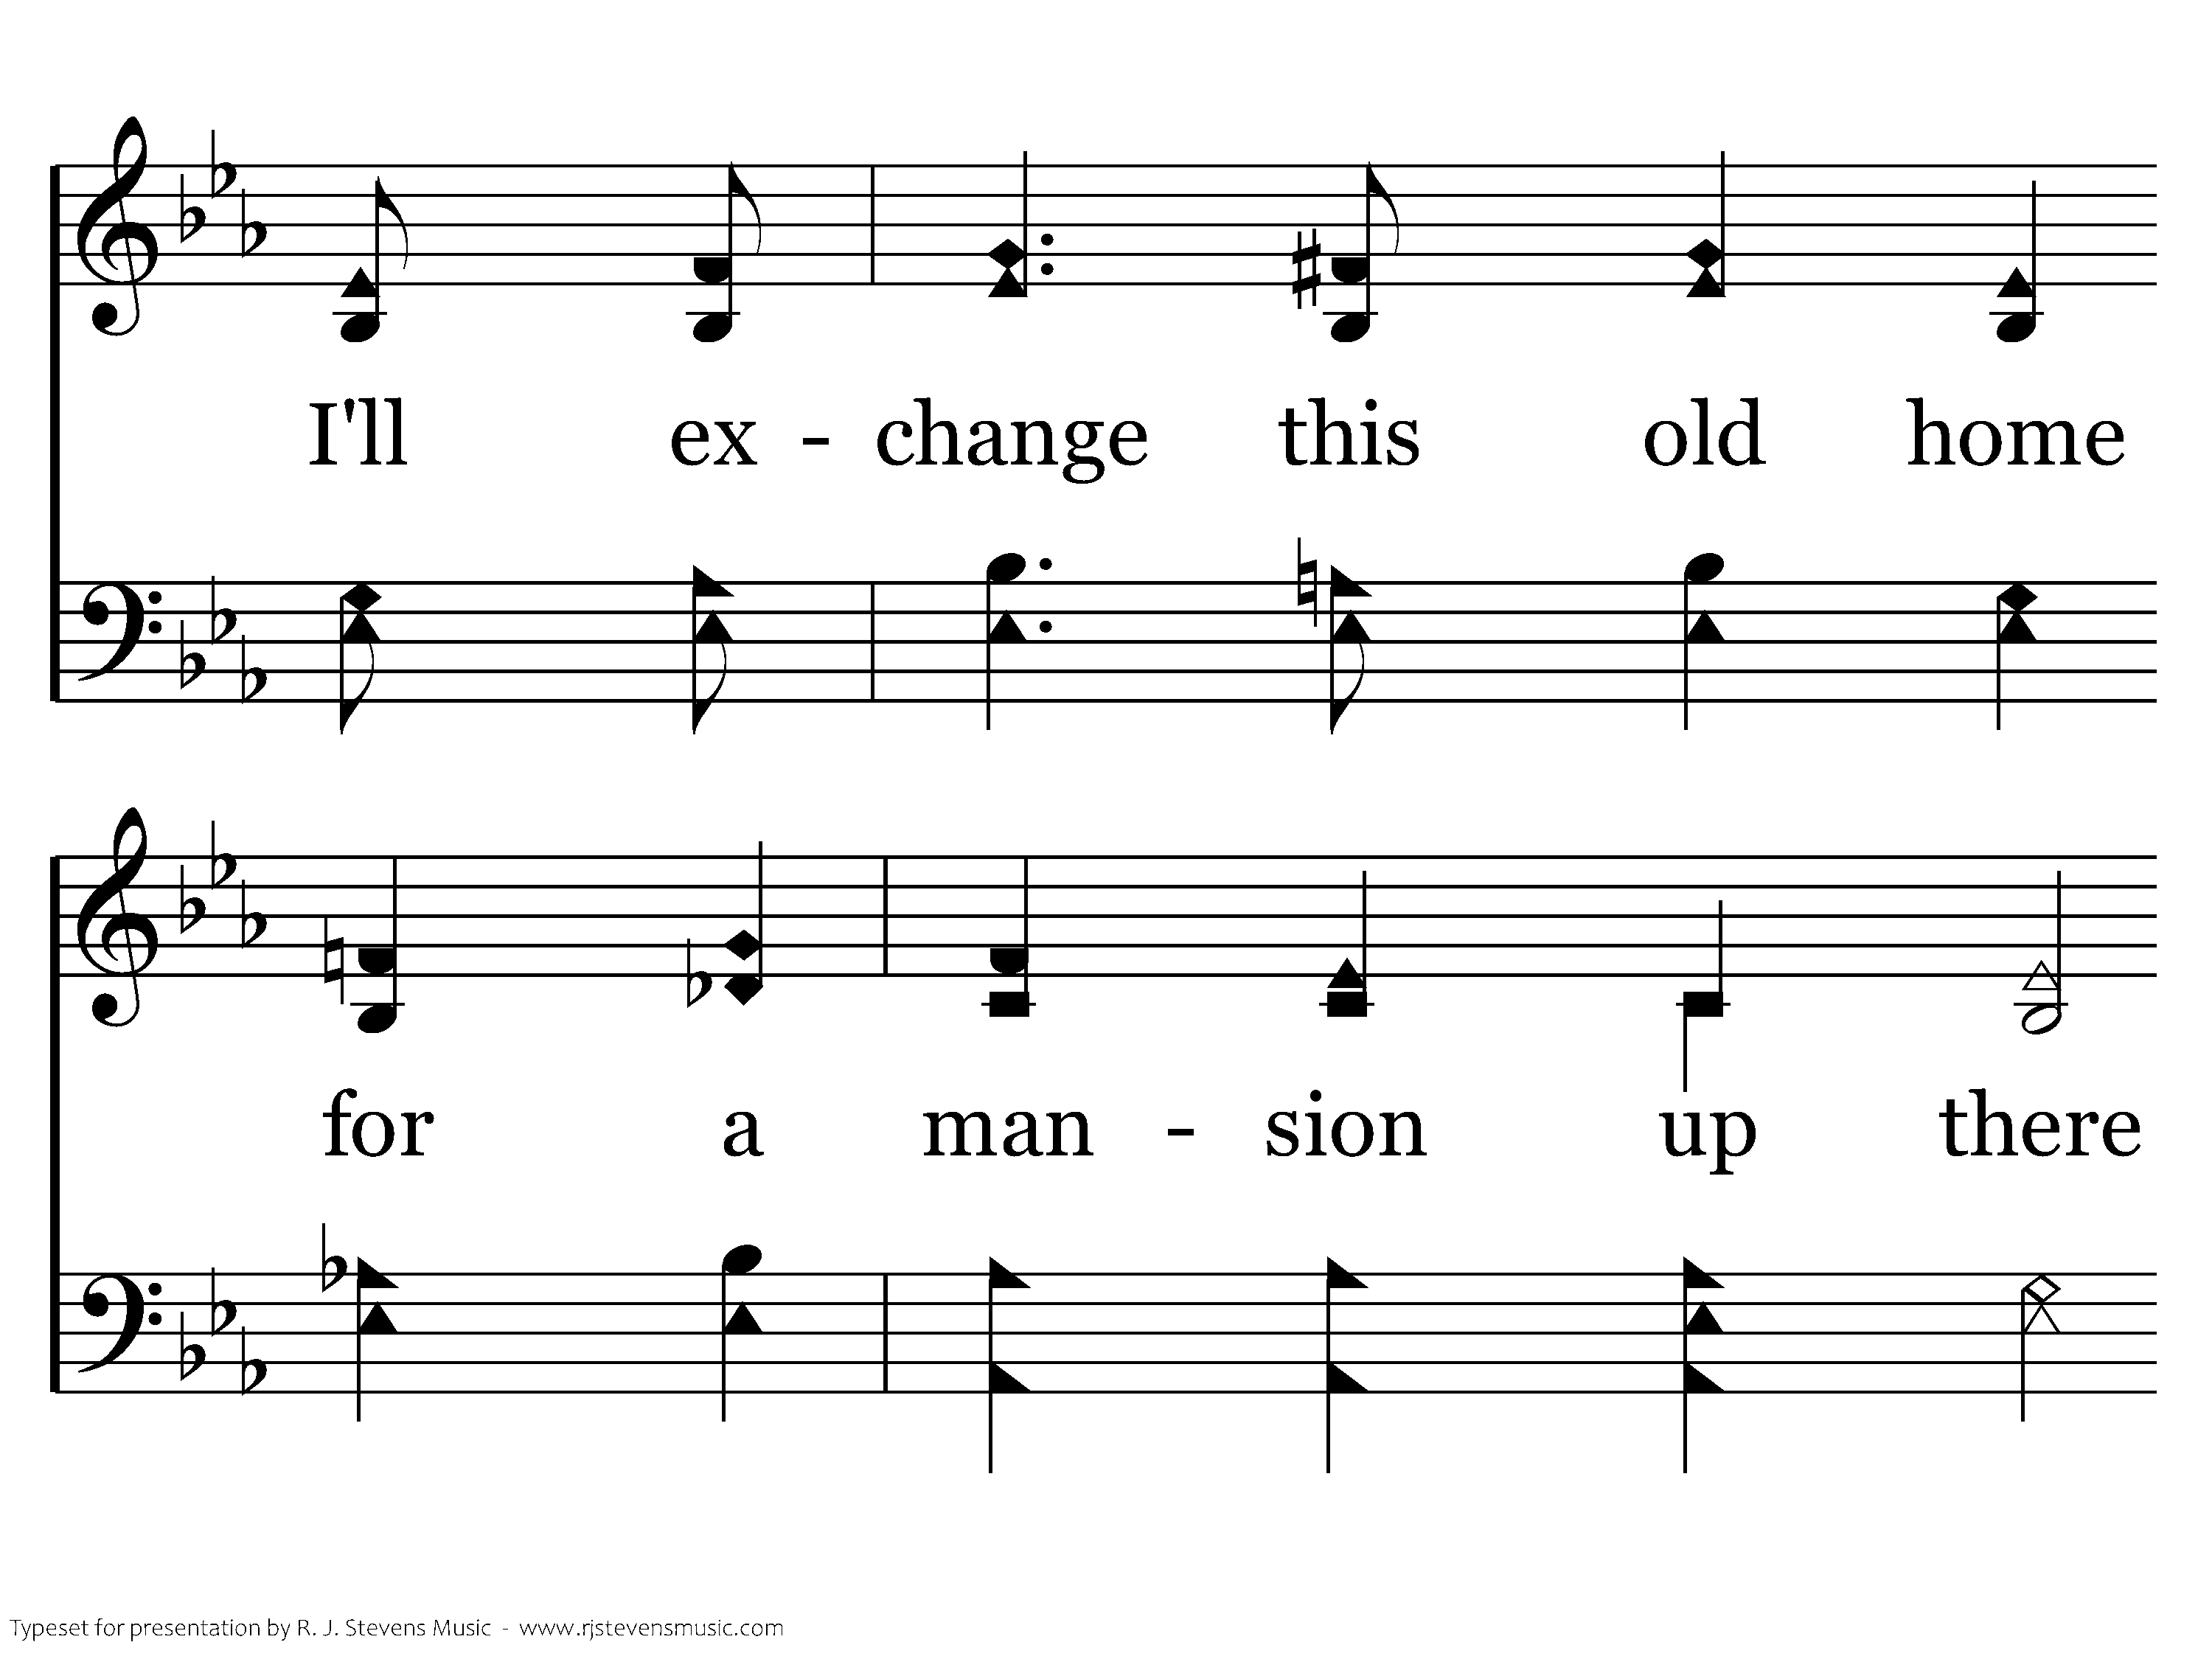 I'll ex - change this old home
for a man - sion up there
Typeset for presentation by R. J. Stevens Music - www.rjstevensmusic.com